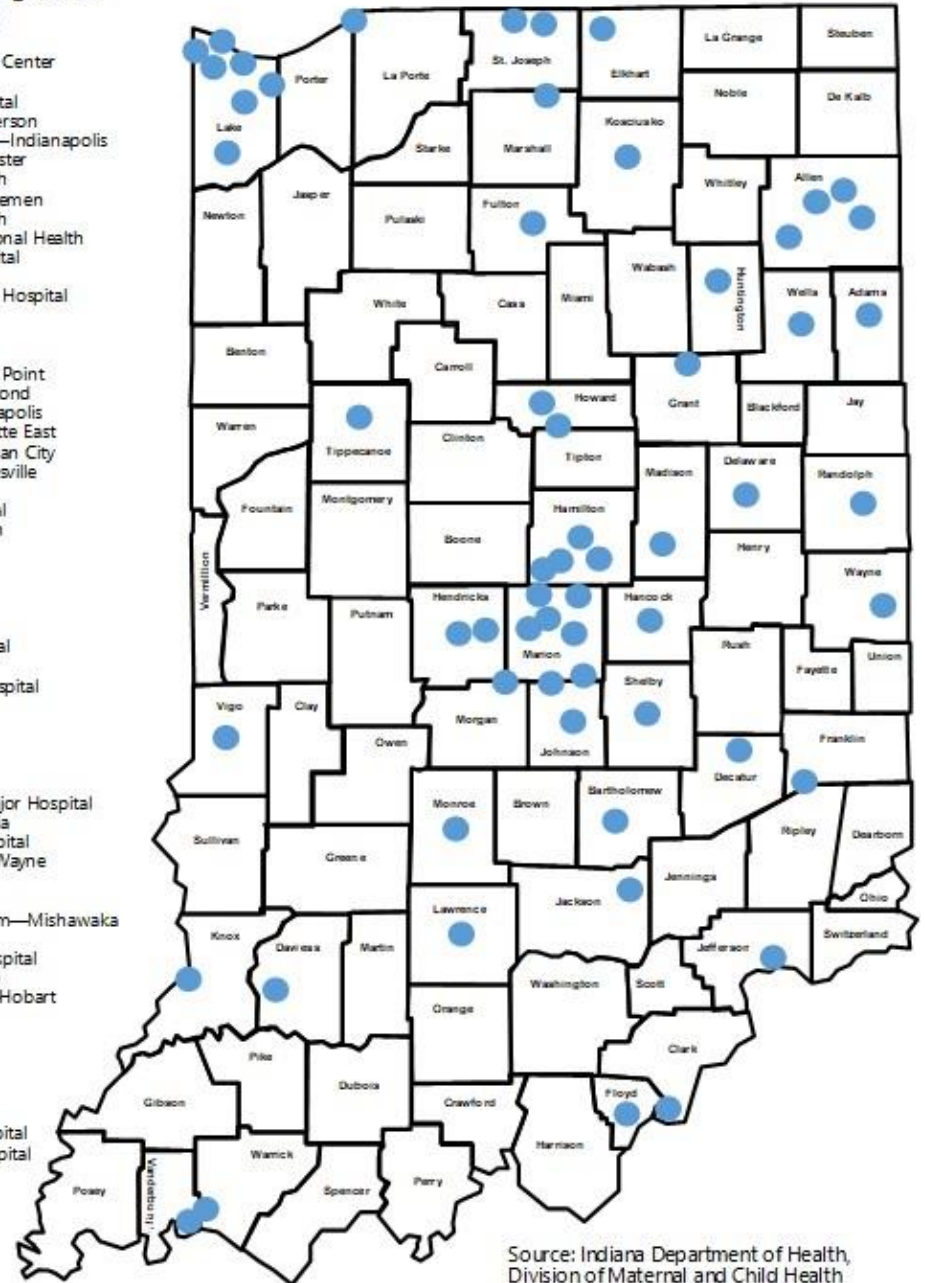 Center
tal
erson
—Indianapolis
ster
h
emen
h
onal Health
tal
Hospital
Point
ond
apolis
tte East
an City
sville
al
n
al
spital
jor Hospital
a
pital
Wayne
m—Mishawaka
spital
Hobart
pital
pital
La Grange
Steuben
St. Joseph
Elkhart
Porter
La Porte
Noble
De Kalb
Lake
Kosciusko
Starke
Marshall
Whitley
Allen
Newton
Jasper
Pulaski
Fulton
Wabash
Huntington
White
Cass
Miami
Wells
Adams
Benton
Carroll
Howard
Grant
Blackford
Jay
Warren
Tippecanoe
Clinton
Tipton
Madison
Delaware
Randolph
Fountain
Montgomery
Hamilton
Boone
Henry
Vermillion
Wayne
Parke
Putnam
Hendricks
Marion
Hancock
Rush
Fayette
Union
Shelby
Vigo
Clay
Morgan
Johnson
Franklin
Owen
Decatur
Monroe
Brown
Bartholomew
Ripley
Dearborn
Sullivan
Greene
Jennings
Jackson
Ohio
Lawrence
Knox
Daviess
Martin
Jefferson
Switzerland
Washington
Scott
Orange
Pike
Clark
Dubois
Gibson
Crawford
Floyd
Harrison
Warrick
Posey
Spencer
Perry
Source: Indiana Department of Health,
Division of Maternal and Child Health,